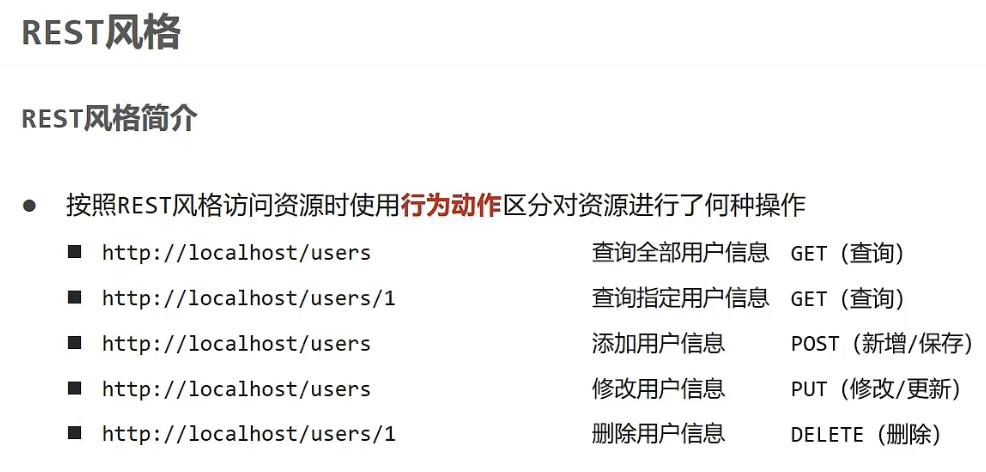 REST风格
REST风格简介
● 按照REST风格访问资源时使用行为动作区分对资源进行了何种操作
■ http://localhost/users 查询全部用户信息 GET（查询）
■ http://localhost/users/1 查询指定用户信息 GET（查询）
■ http://localhost/users 添加用户信息 POST（新增/保存）
■ http://localhost/users 修改用户信息 PUT（修改/更新）
■ http://localhost/users/1 删除用户信息 DELETE（删除）